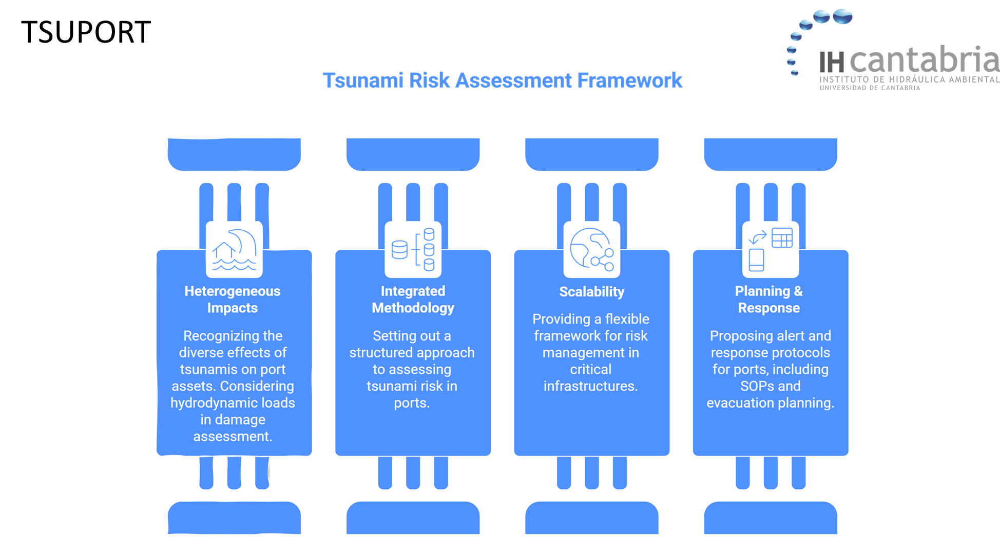 TSUPORT
IHcantabria
INSTITUTO DE HIDRÁULICA AMBIENTAL
UNIVERSIDAD DE CANTABRIA
Tsunami Risk Assessment Framework
Heterogeneous
Impacts
Recognizing the
diverse effects of
tsunamis on port
assets. Considering
hydrodynamic loads
in damage
assessment.
Integrated
Methodology
Setting out a
structured approach
to assessing
tsunami risk in
ports.
Scalability
Providing a flexible
framework for risk
management in
critical
infrastructures.
Planning &
Response
Proposing alert and
response protocols
for ports, including
SOPs and
evacuation planning.